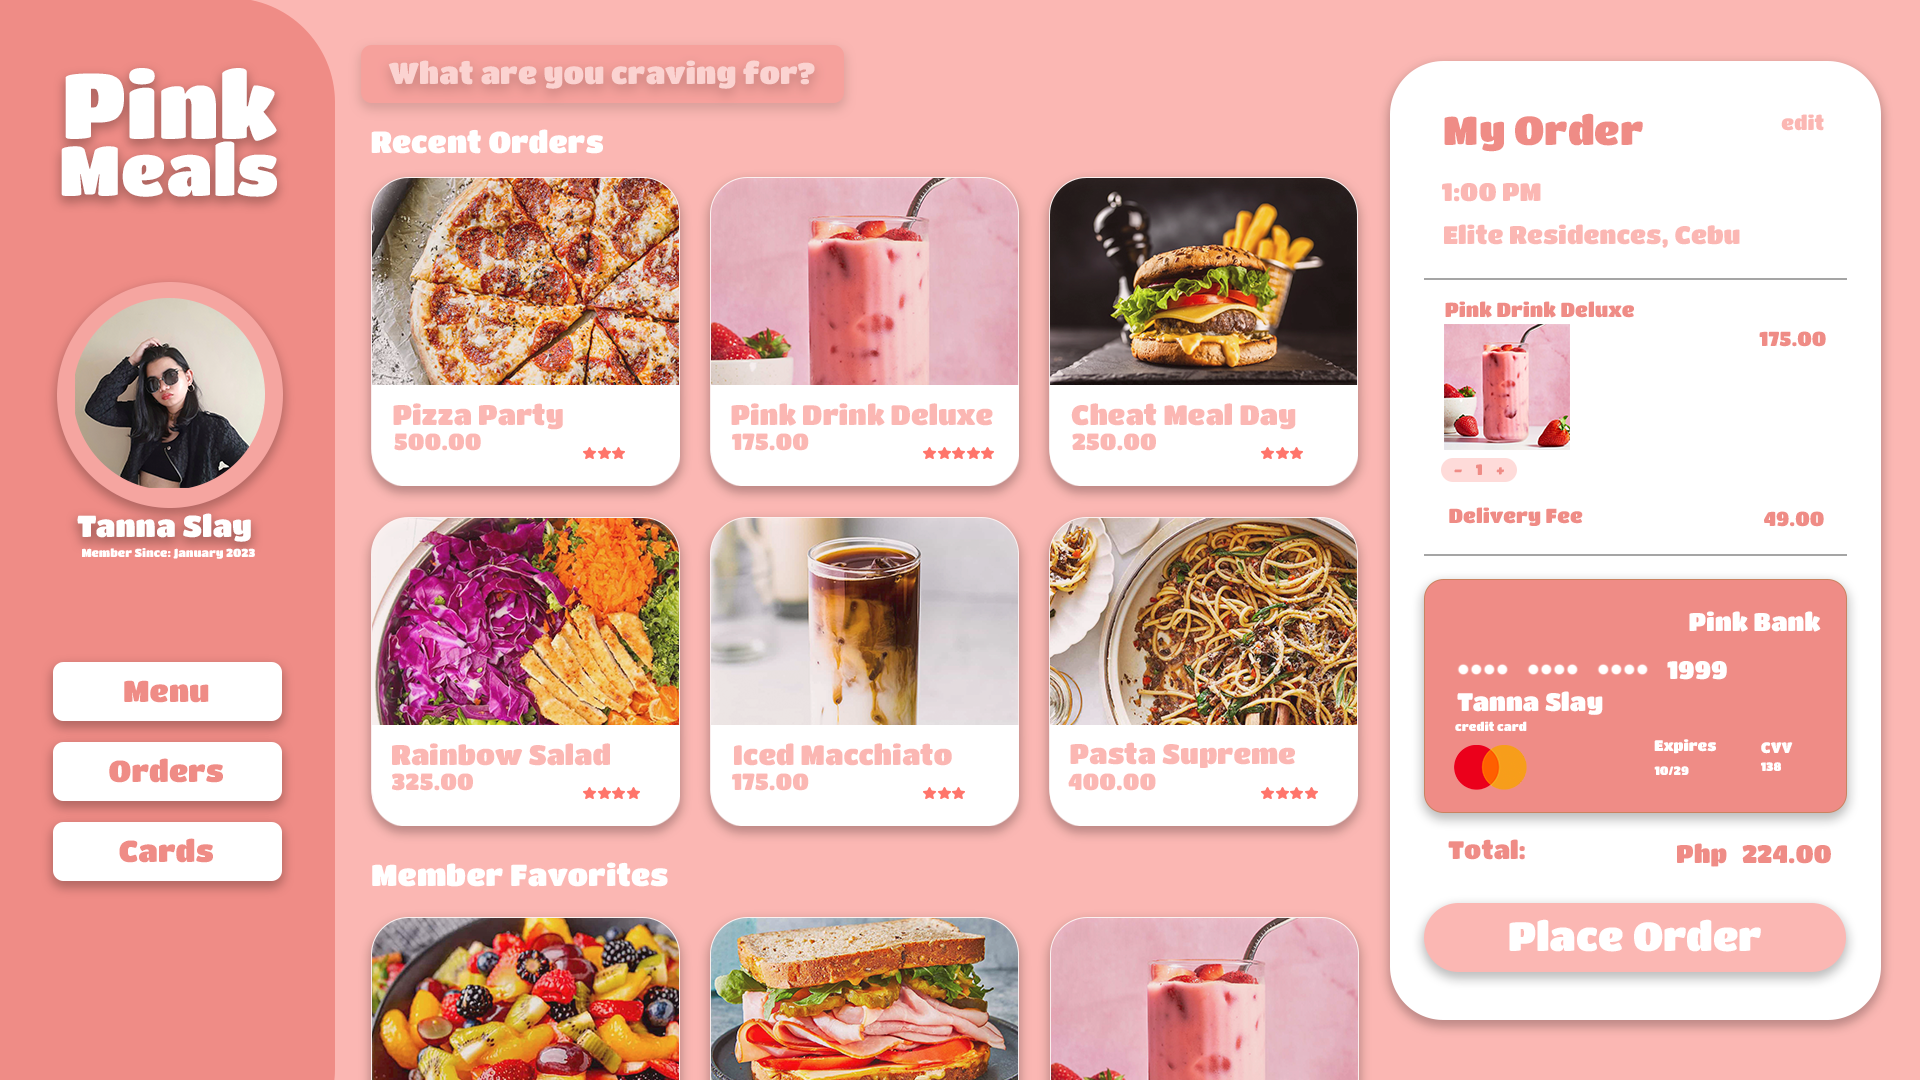 Pink
Meals
Tanna Slay
Member Since: January 2023
Menu
Orders
Cards
What are you craving for?
Recent Orders
Pizza Party
500.00
Pink Drink Deluxe
175.00
Cheat Meal Day
250.00
Rainbow Salad
325.00
Iced Macchiato
175.00
Pasta Supreme
400.00
Member Favorites
My Order
edit
1:00 PM
Elite Residences, Cebu
Pink Drink Deluxe
175.00
- 1 +
Delivery Fee 49.00
Pink Bank
•••• •••• •••• 1999
Tanna Slay
credit card
Expires CVV
10/29 138
Total: Php 224.00
Place Order